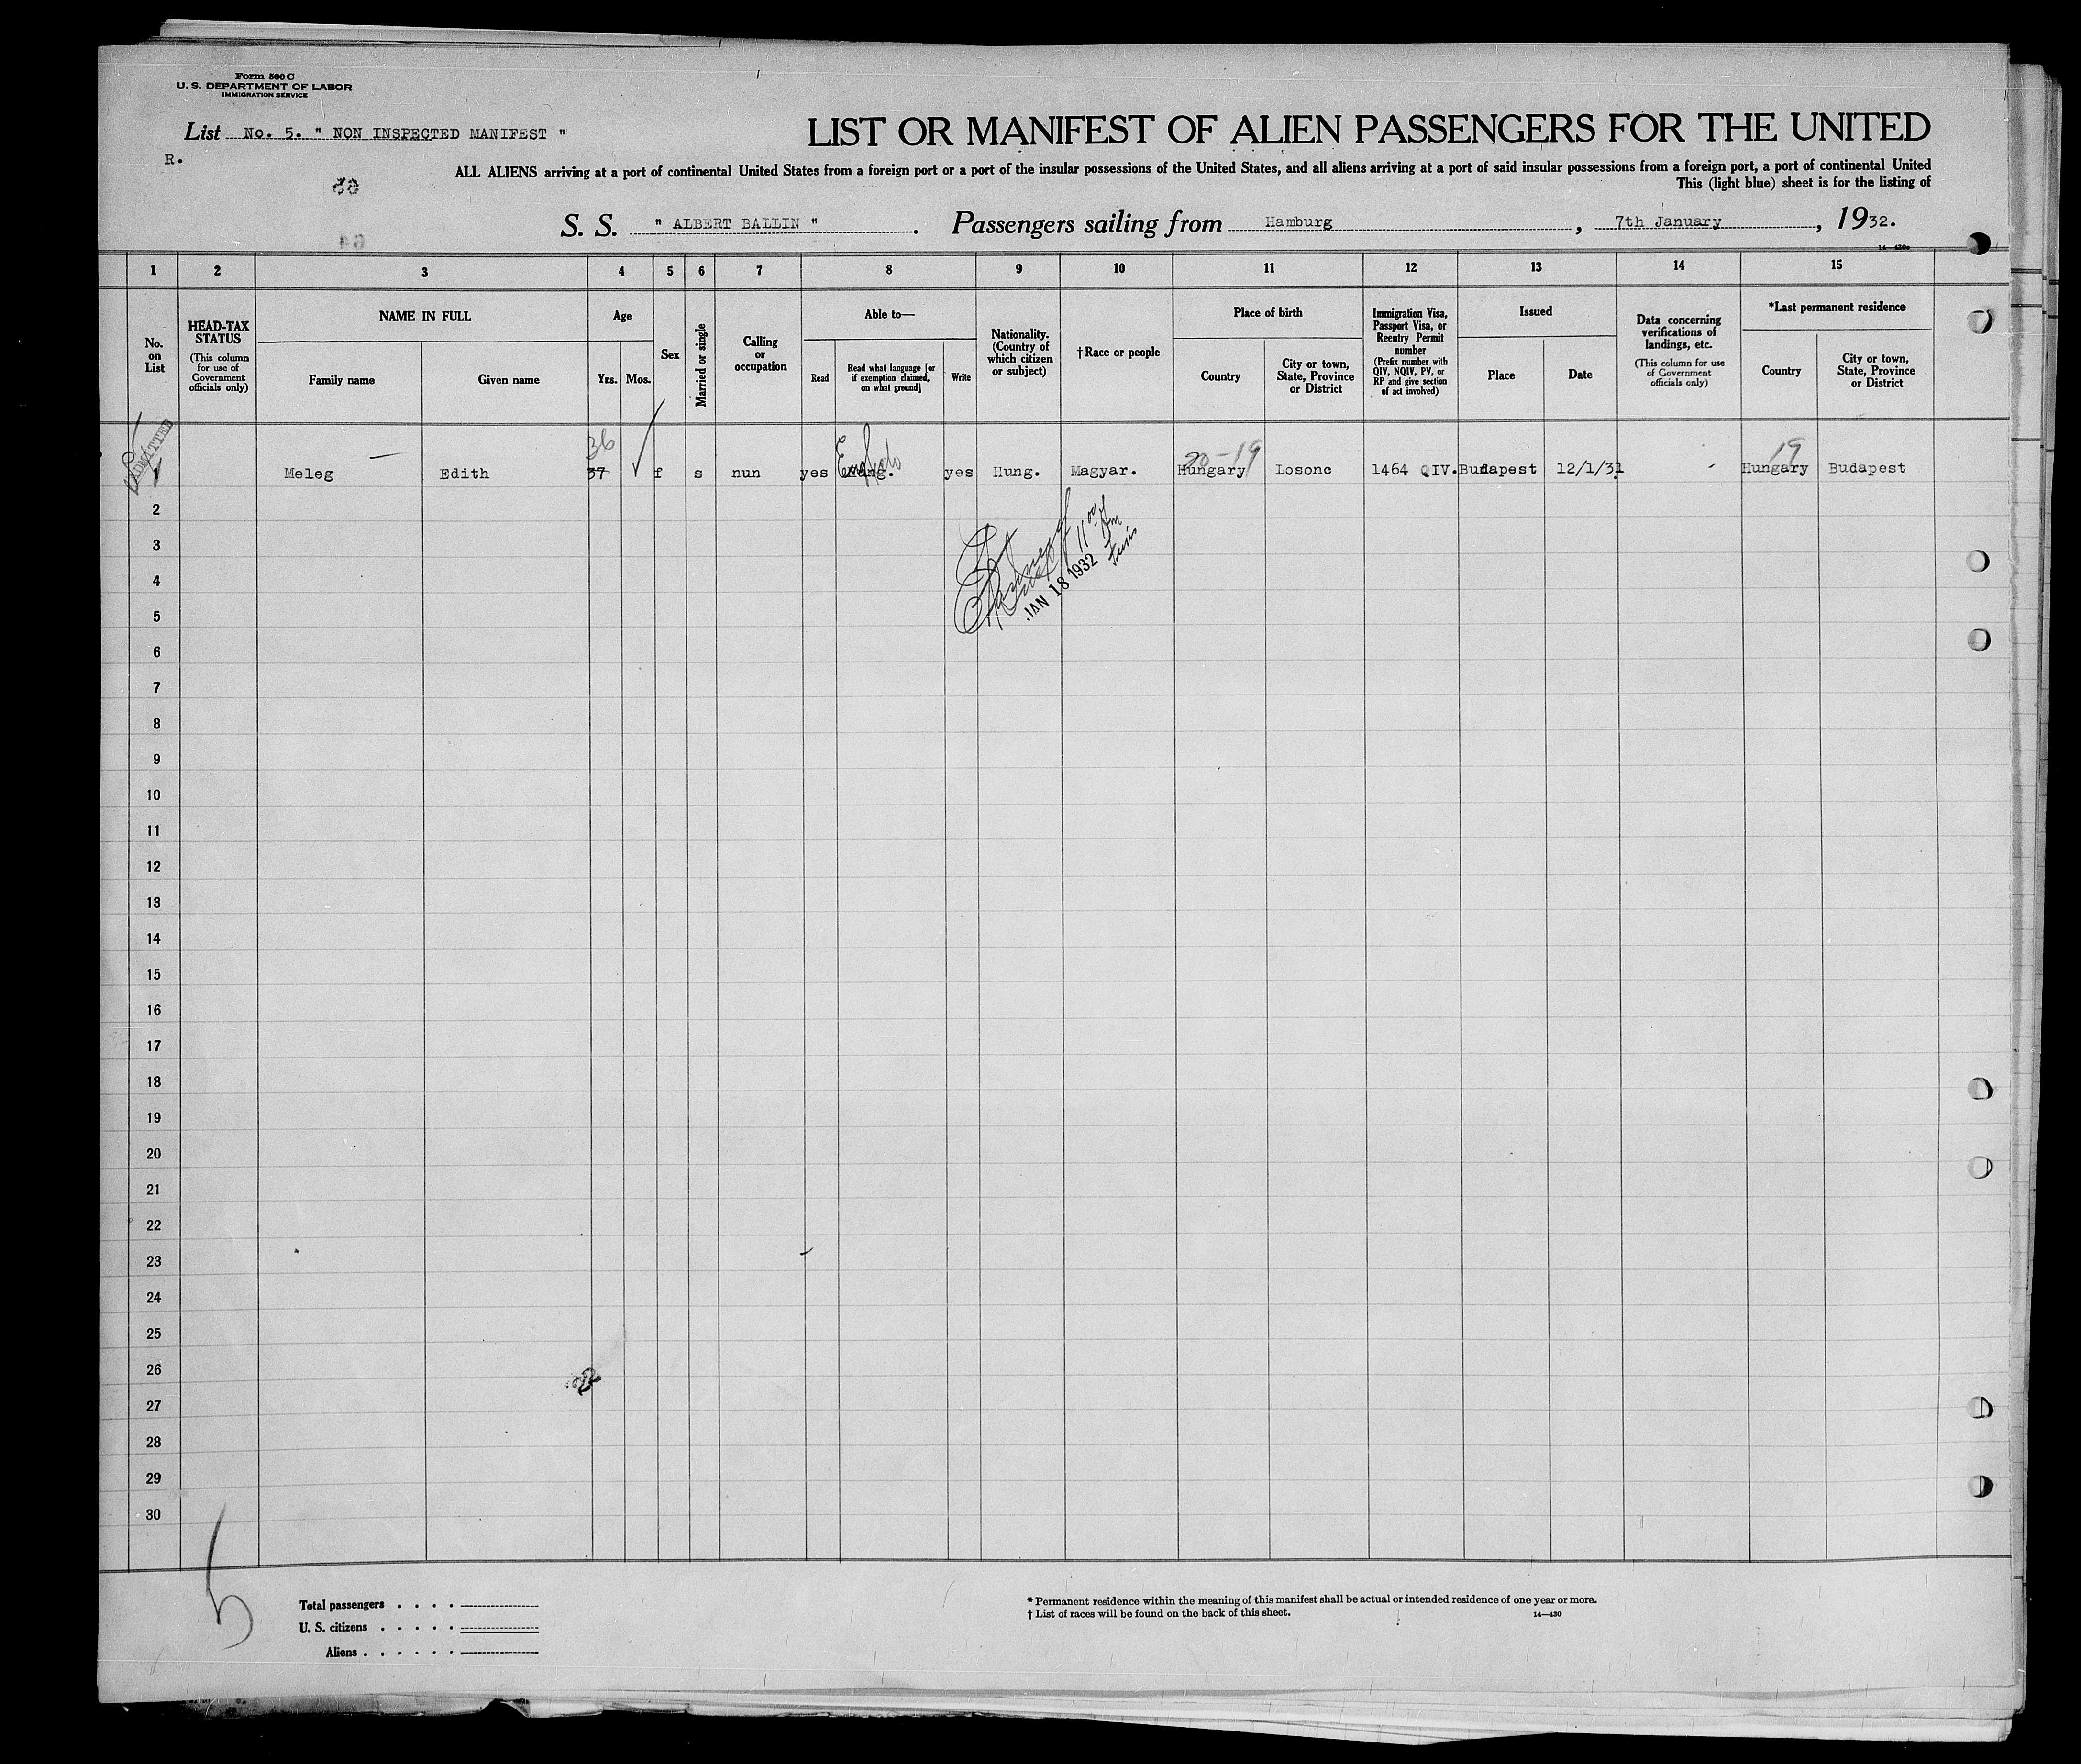 Form 500 C
U. S. DEPARTMENT OF LABOR
IMMIGRATION SERVICE
List No. 5. " NON INSPECTED MANIFEST "
R.
LIST OR MANIFEST OF ALIEN PASSENGERS FOR THE UNITED
ALL ALIENS arriving at a port of continental United States from a foreign port or a port of the insular possessions of the United States, and all aliens arriving at a port of said insular possessions from a foreign port, a port of continental United
This (light blue) sheet is for the listing of
S. S. " ALBERT BALLIN ". Passengers sailing from Hamburg, 7th January, 1932.
14—430a
1 2 3 4 5 6 7 8 9 10 11 12 13 14 15
No. on List
HEAD-TAX STATUS
(This column for use of Government officials only)
NAME IN FULL
Family name
Given name
Age
Yrs.
Mos.
Sex
Married or single
Calling or occupation
Able to—
Read
Read what language [or if exemption claimed, on what ground]
Write
Nationality. (Country of which citizen or subject)
† Race or people
Place of birth
Country
City or town, State, Province or District
Immigration Visa, Passport Visa, or Reentry Permit number
(Prefix number with QIV, NQIV, PV, or RP and give section of act involved)
Issued
Place
Date
Data concerning verifications of landings, etc.
(This column for use of Government officials only)
*Last permanent residence
Country
City or town, State, Province or District
ADMITTED
36
20-19
19
1 Meleg Edith 37 f s nun yes yes Hung. Magyar. Hungary Losonc 1464 QIV. Budapest 12/1/31 Hungary Budapest
2
3
JAN 18 1932
4
5
6
7
8
9
10
11
12
13
14
15
16
17
18
19
20
21
22
23
24
25
26
27
28
29
30
5
Total passengers . . . .
U. S. citizens . . . . .
Aliens . . . . . .
* Permanent residence within the meaning of this manifest shall be actual or intended residence of one year or more.
† List of races will be found on the back of this sheet.
14—430